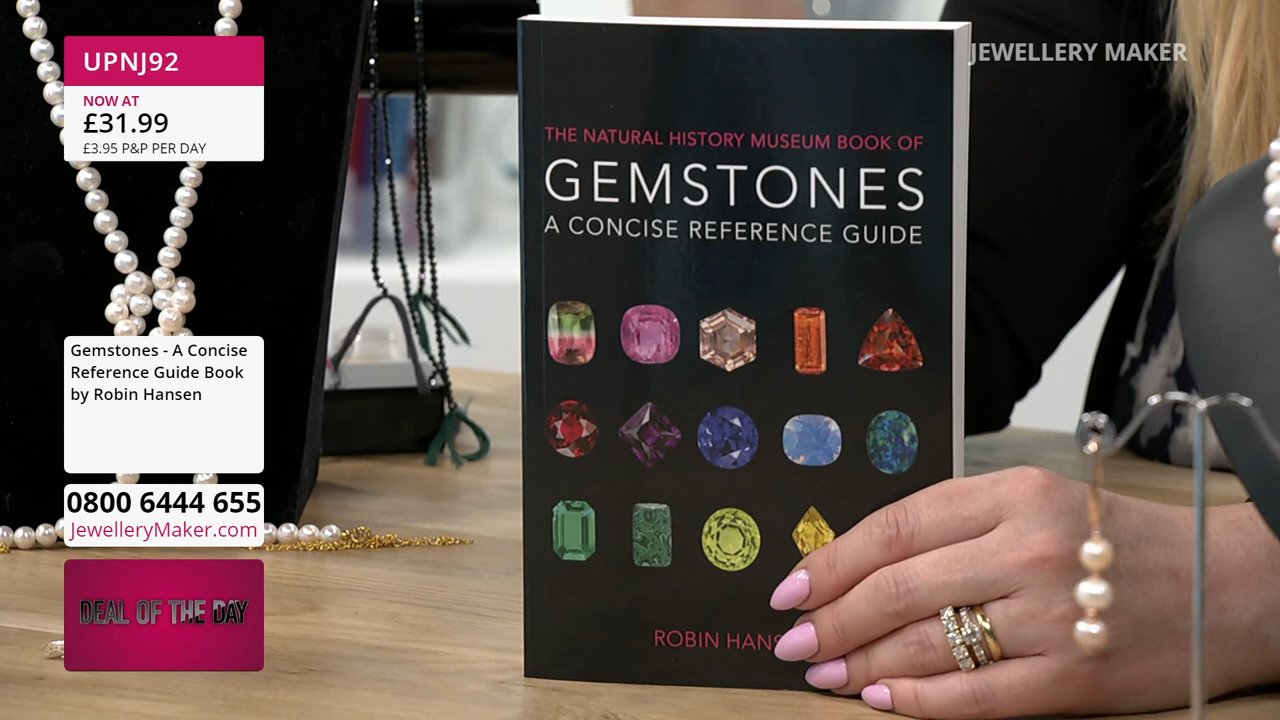 UPNJ92
NOW AT
£31.99
£3.95 P&P PER DAY
Gemstones - A Concise
Reference Guide Book
by Robin Hansen
0800 6444 655
JewelleryMaker.com
DEAL OF THE DAY
JEWELLERY MAKER
THE NATURAL HISTORY MUSEUM BOOK OF
GEMSTONES
A CONCISE REFERENCE GUIDE
ROBIN HANS